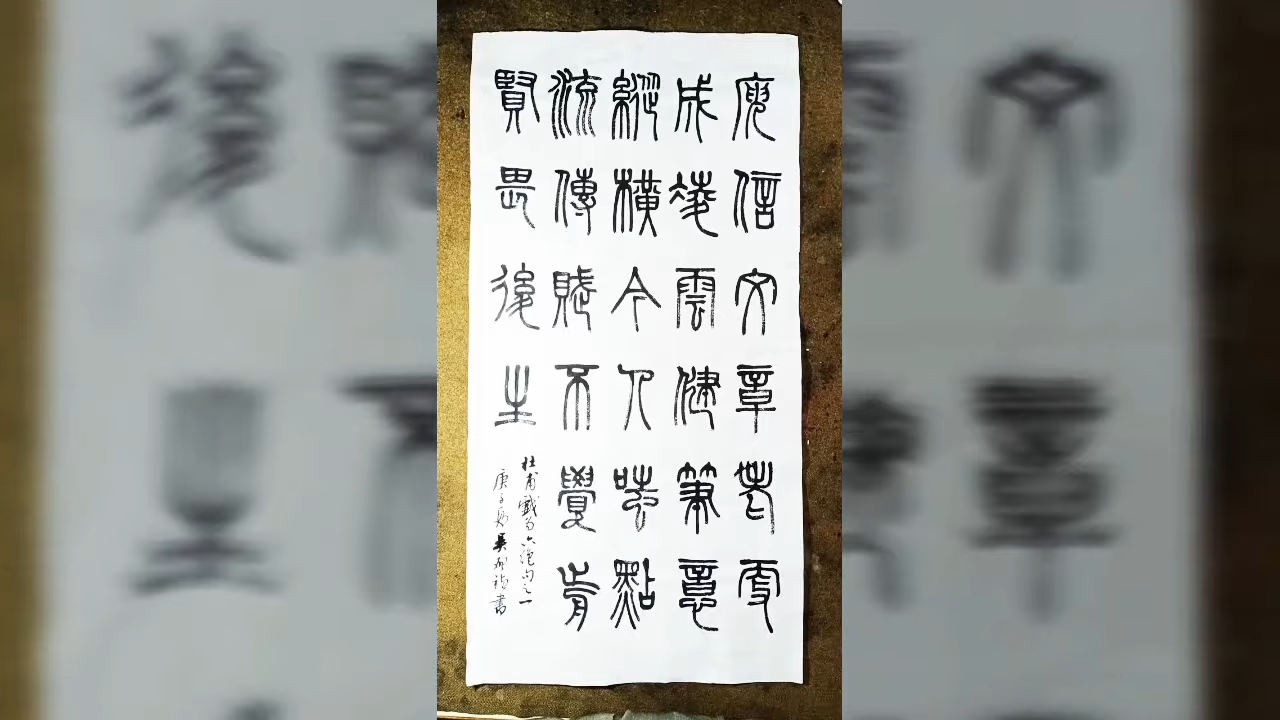 庾信文章老更
成凌雲健筆意
縱橫今人嗤點
流傳賦不覺前
賢畏後生
杜甫戲為六絕句之一
庚子夏吳書